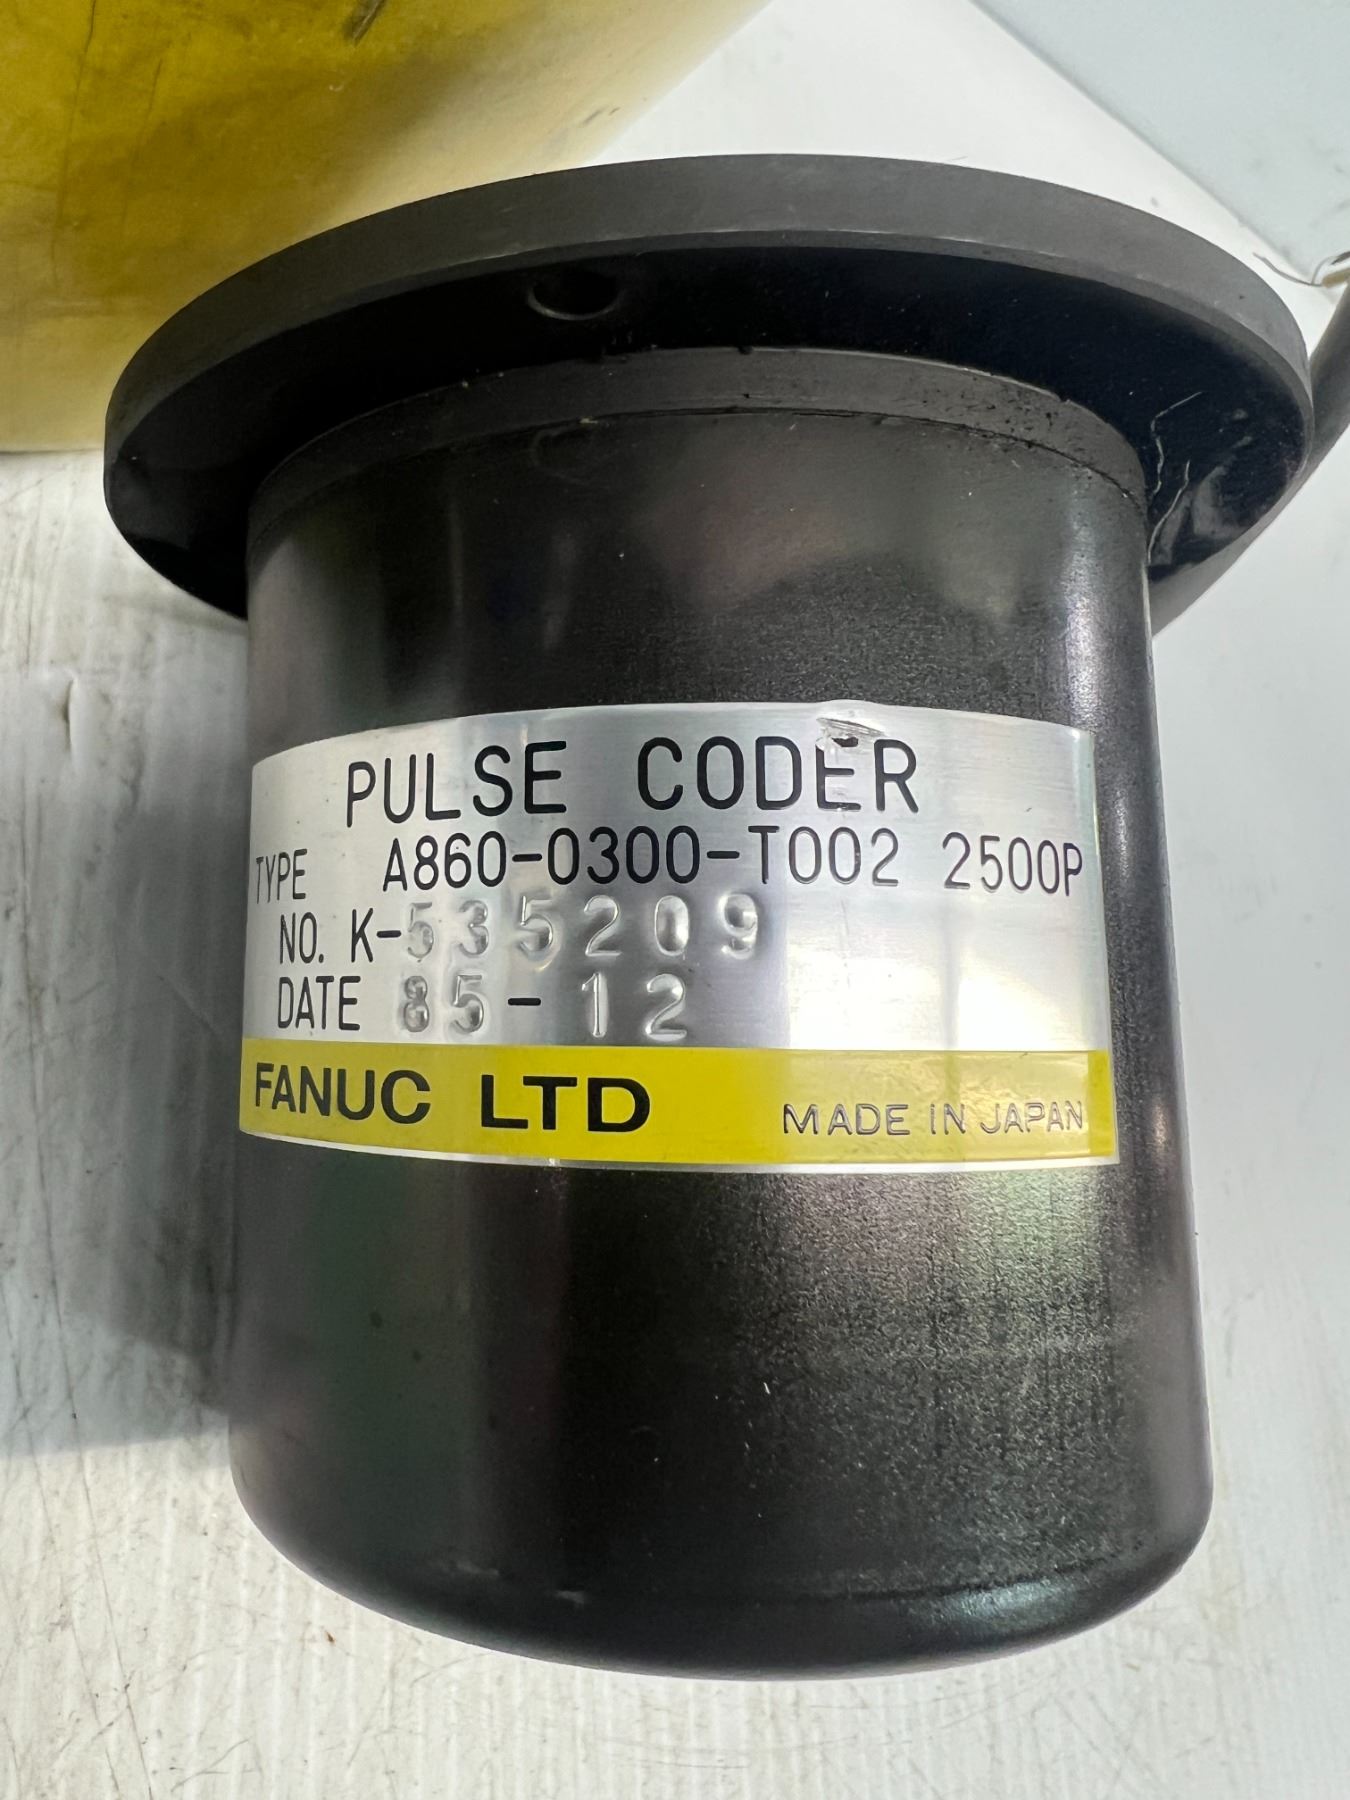 PULSE CODER
TYPE A860-0300-T002 2500P
NO. K-535209
DATE 85-12
FANUC LTD MADE IN JAPAN